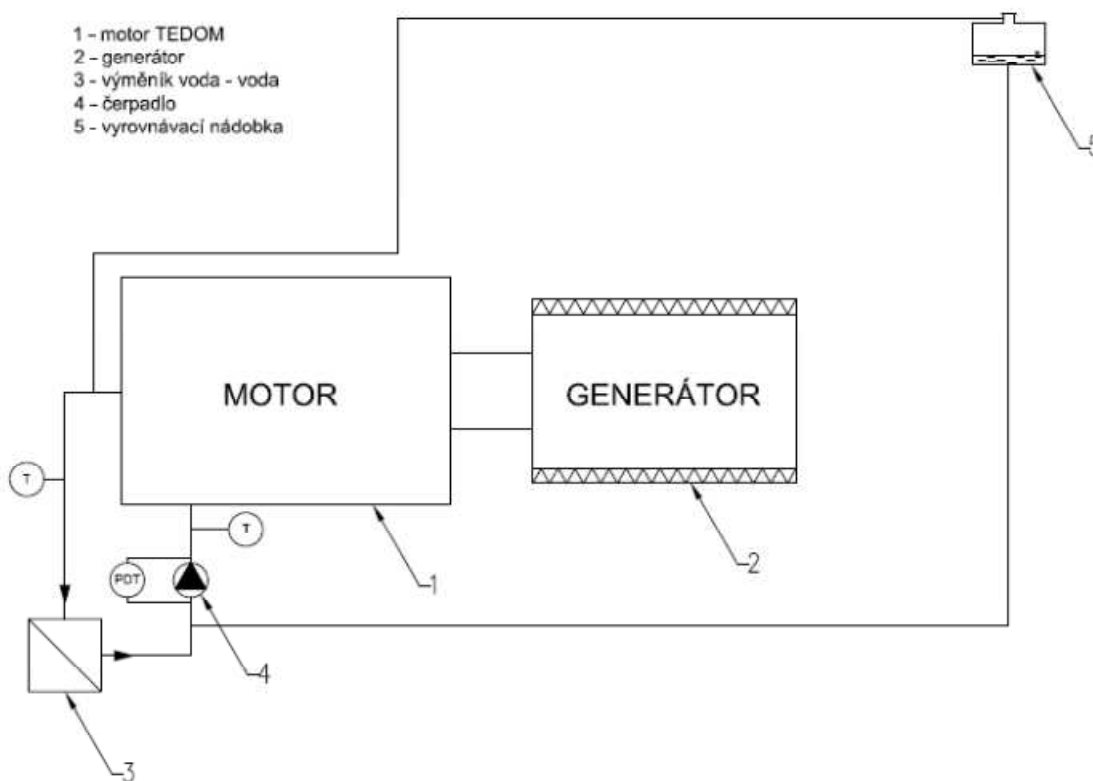 1 – motor TEDOM
2 – generátor
3 - výměník voda - voda
4 – čerpadlo
5 - vyrovnávací nádobka
5
MOTOR
GENERÁTOR
T
T
1
2
PDT
4
3